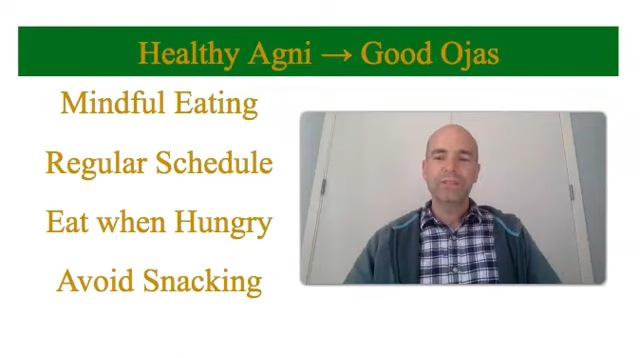 Healthy Agni → Good Ojas
Mindful Eating
Regular Schedule
Eat when Hungry
Avoid Snacking